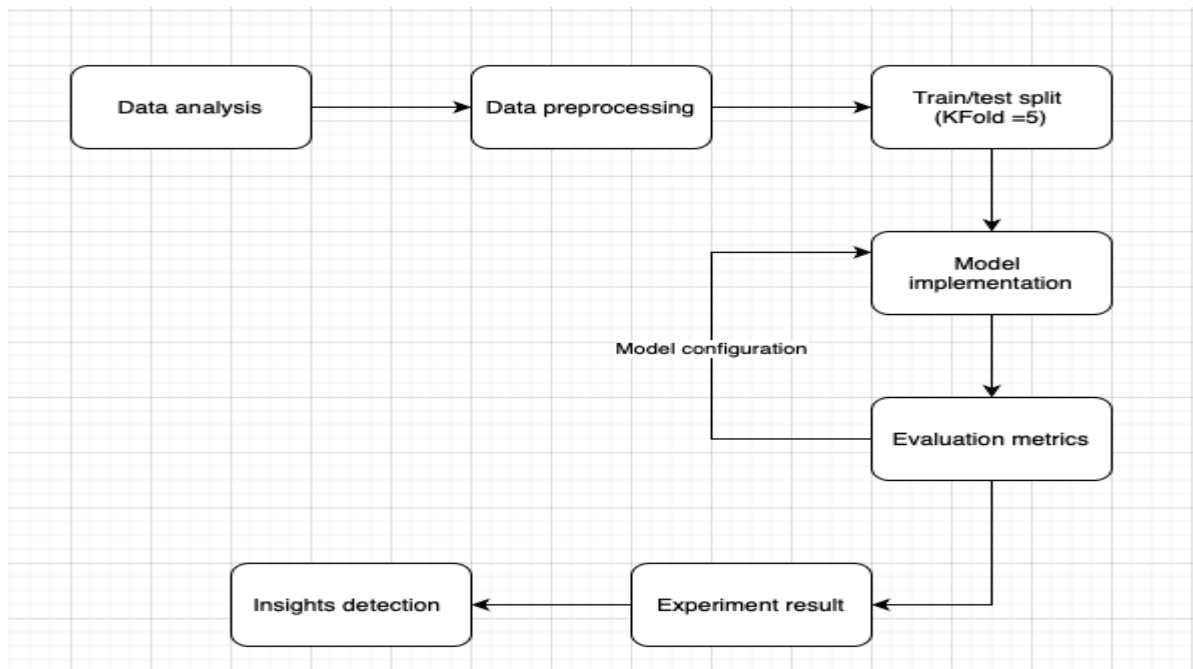 Data analysis
Data preprocessing
Train/test split
(KFold =5)
Model
implementation
Model configuration
Evaluation metrics
Insights detection
Experiment result